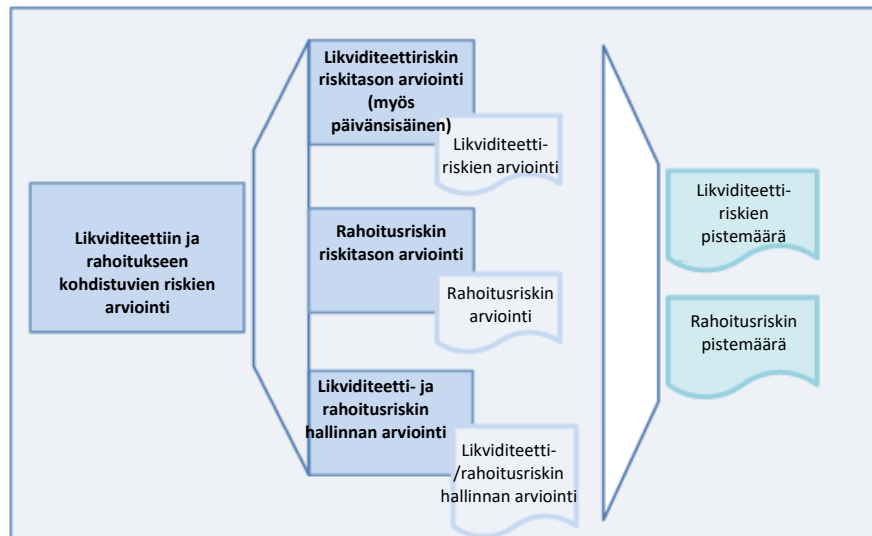 Likviditeettiin ja
rahoitukseen
kohdistuvien riskien
arviointi
Likviditeettiriskin
riskitason arviointi
(myös
päivänsisäinen)
Likviditeetti-
riskien arviointi
Rahoitusriskin
riskitason arviointi
Rahoitusriskin
arviointi
Likviditeetti- ja
rahoitusriskin
hallinnan arviointi
Likviditeetti-
/rahoitusriskin
hallinnan arviointi
Likviditeetti-
riskien
pistemäärä
Rahoitusriskin
pistemäärä